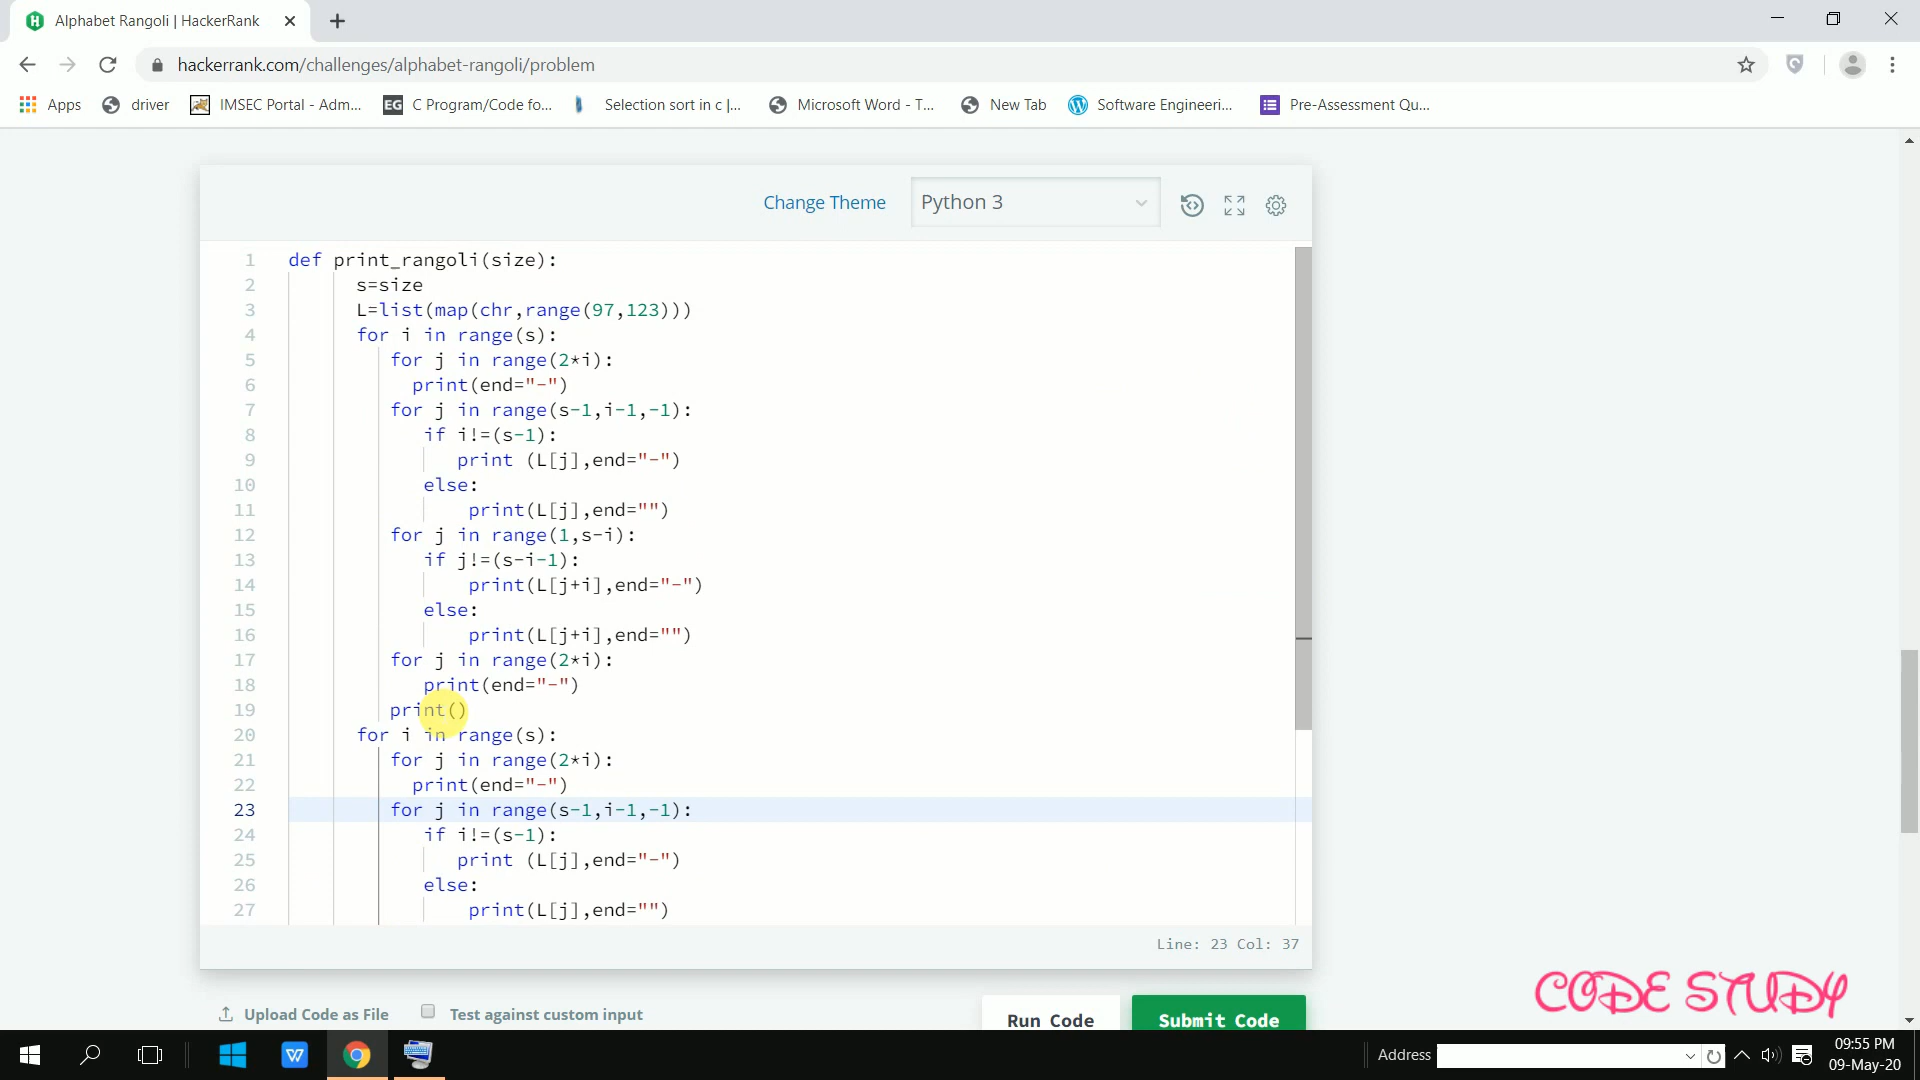 Alphabet Rangoli | HackerRank
hackerrank.com/challenges/alphabet-rangoli/problem
Apps driver IMSEC Portal - Adm... EG C Program/Code fo... Selection sort in c |... Microsoft Word - T... New Tab Software Engineeri... Pre-Assessment Qu...
Change Theme Python 3
1 def print_rangoli(size):
2 s=size
3 L=list(map(chr,range(97,123)))
4 for i in range(s):
5 for j in range(2*i):
6 print(end="-")
7 for j in range(s-1,i-1,-1):
8 if i!=(s-1):
9 print (L[j],end="-")
10 else:
11 print(L[j],end="")
12 for j in range(1,s-i):
13 if j!=(s-i-1):
14 print(L[j+i],end="-")
15 else:
16 print(L[j+i],end="")
17 for j in range(2*i):
18 print(end="-")
19 print()
20 for i in range(s):
21 for j in range(2*i):
22 print(end="-")
23 for j in range(s-1,i-1,-1):
24 if i!=(s-1):
25 print (L[j],end="-")
26 else:
27 print(L[j],end="")
Line: 23 Col: 37
Upload Code as File Test against custom input Run Code Submit Code
CODE STUDY
Address 09:55 PM
09-May-20